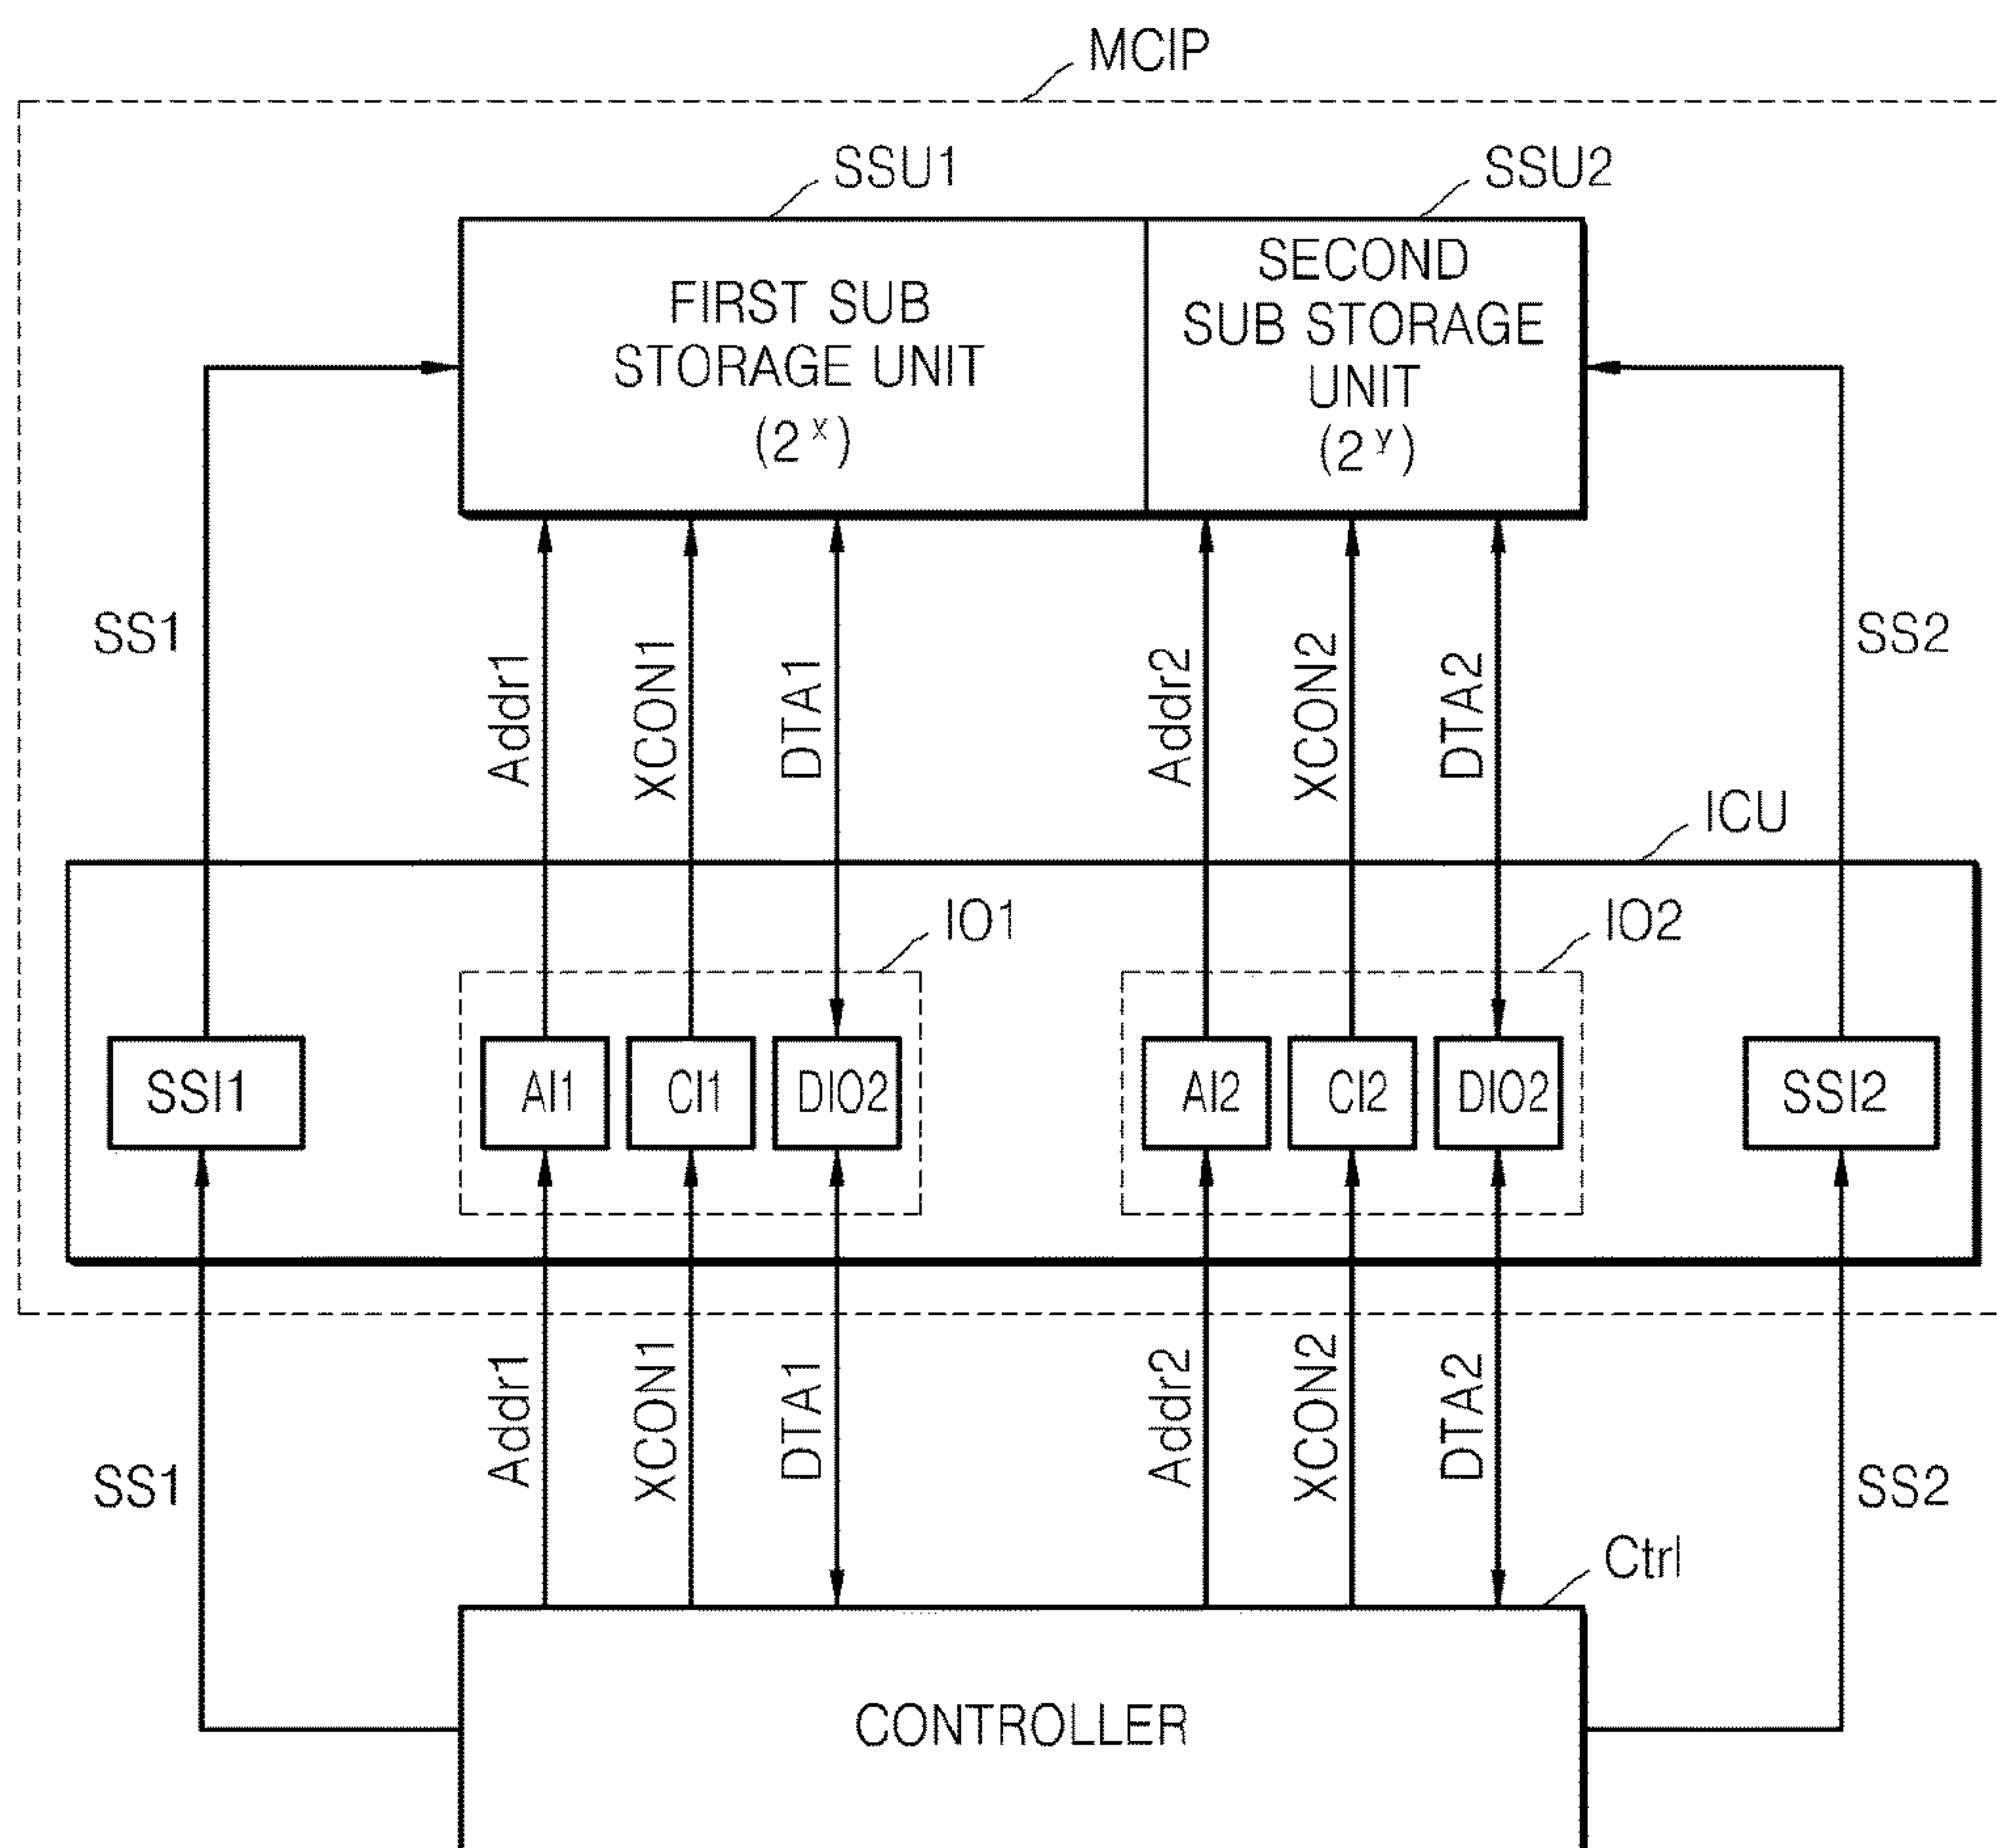 MCIP
SSU1
SSU2
FIRST SUB
STORAGE UNIT
(2^x)
SECOND
SUB STORAGE
UNIT
(2^y)
SS1
Addr1
XCON1
DTA1
Addr2
XCON2
DTA2
SS2
ICU
IO1
IO2
SSI1
AI1
CI1
DIO2
AI2
CI2
DIO2
SSI2
SS1
Addr1
XCON1
DTA1
Addr2
XCON2
DTA2
SS2
Ctrl
CONTROLLER